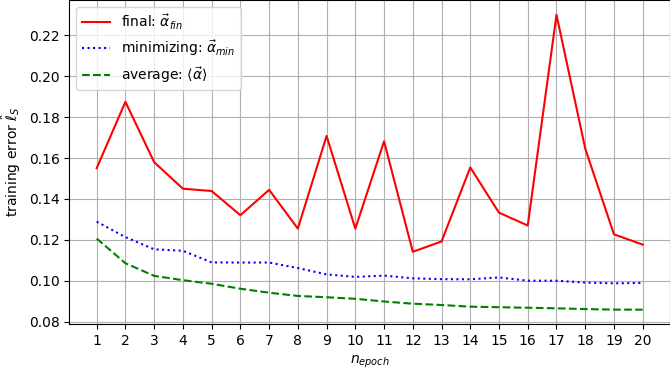 final: α⃗_fin
minimizing: α⃗_min
average: ⟨α⃗⟩
training error ℓ̂_S
0.22
0.20
0.18
0.16
0.14
0.12
0.10
0.08
1 2 3 4 5 6 7 8 9 10 11 12 13 14 15 16 17 18 19 20
n_epoch